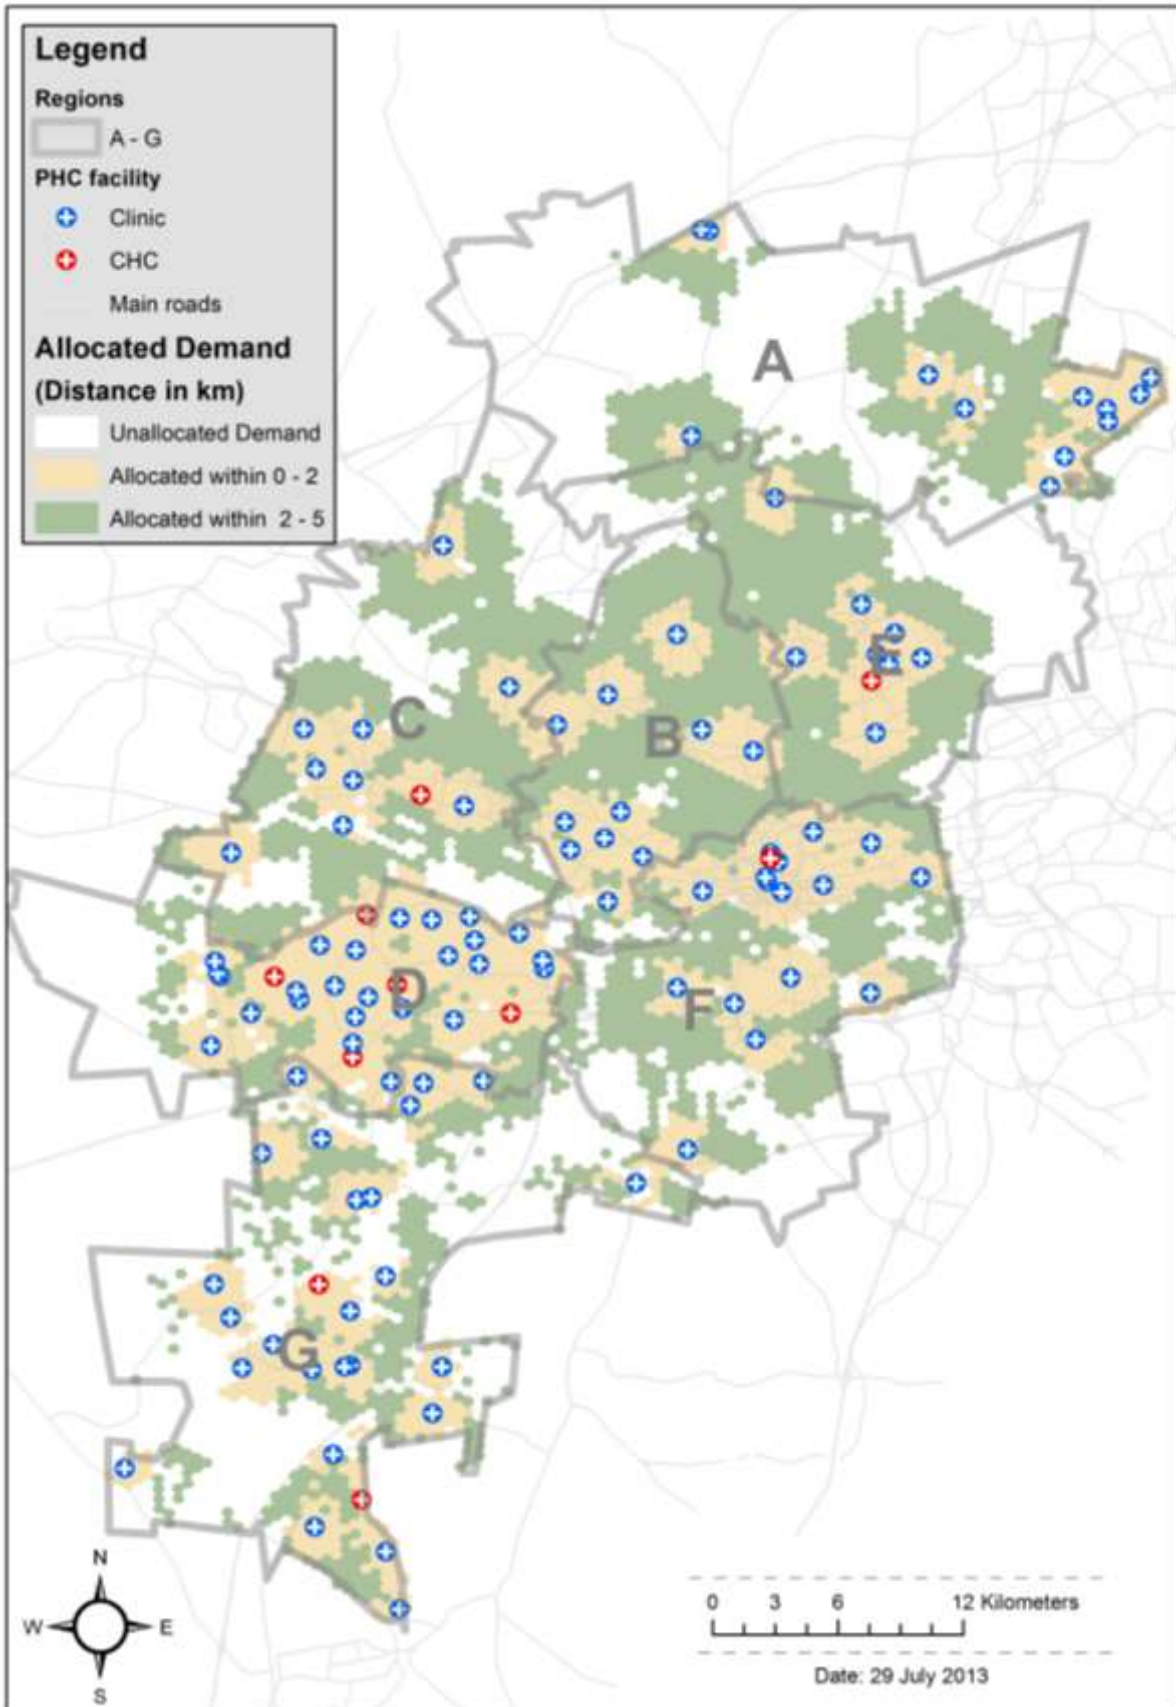 Legend
Regions
A - G
PHC facility
Clinic
CHC
Main roads
Allocated Demand
(Distance in km)
Unallocated Demand
Allocated within 0 - 2
Allocated within 2 - 5
A
E
C
B
D
F
G
N
W E
S
0 3 6 12 Kilometers
Date: 29 July 2013